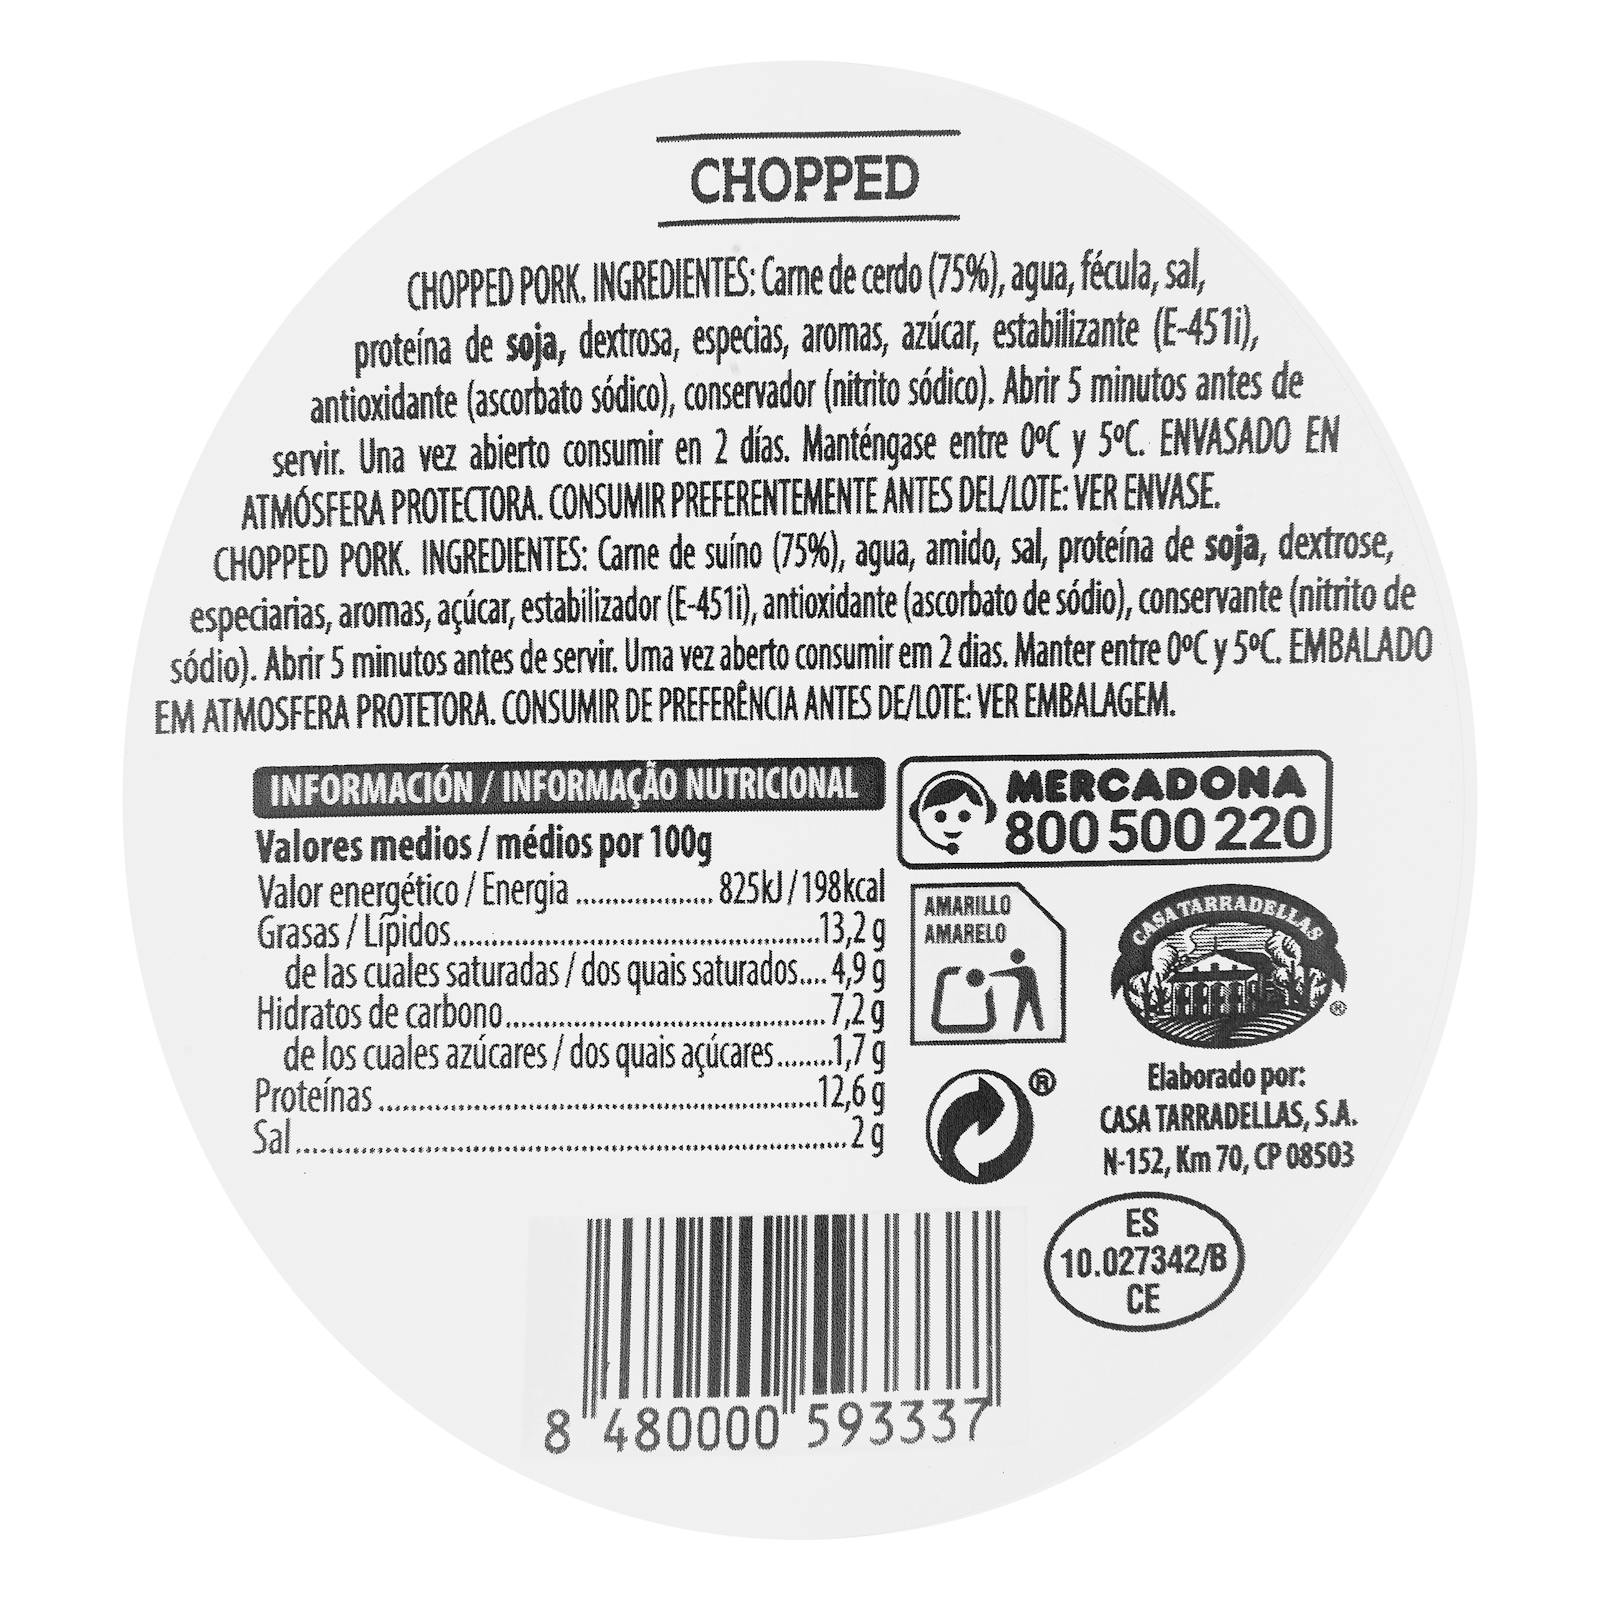 CHOPPED
CHOPPED PORK. INGREDIENTES: Carne de cerdo (75%), agua, fécula, sal,
proteína de soja, dextrosa, especias, aromas, azúcar, estabilizante (E-451i),
antioxidante (ascorbato sódico), conservador (nitrito sódico). Abrir 5 minutos antes de
servir. Una vez abierto consumir en 2 días. Manténgase entre 0ºC y 5ºC. ENVASADO EN
ATMÓSFERA PROTECTORA. CONSUMIR PREFERENTEMENTE ANTES DEL/LOTE: VER ENVASE.
CHOPPED PORK. INGREDIENTES: Carne de suíno (75%), agua, amido, sal, proteína de soja, dextrose,
especiarias, aromas, açúcar, estabilizador (E-451i), antioxidante (ascorbato de sódio), conservante (nitrito de
sódio). Abrir 5 minutos antes de servir. Uma vez aberto consumir em 2 dias. Manter entre 0ºC y 5ºC. EMBALADO
EM ATMOSFERA PROTETORA. CONSUMIR DE PREFERÊNCIA ANTES DE/LOTE: VER EMBALAGEM.
INFORMACIÓN / INFORMAÇÃO NUTRICIONAL
Valores medios / médios por 100g
Valor energético / Energia ................. 825kJ / 198kcal
Grasas / Lípidos.................................................13,2 g
de las cuales saturadas / dos quais saturados.... 4,9 g
Hidratos de carbono........................................... 7,2 g
de los cuales azúcares / dos quais açúcares........1,7 g
Proteínas ...........................................................12,6 g
Sal...................................................................... 2 g
MERCADONA
800 500 220
AMARILLO
AMARELO
CASA TARRADELLAS
®
®
Elaborado por:
CASA TARRADELLAS, S.A.
N-152, Km 70, CP 08503
ES
10.027342/B
CE
8 480000 593337